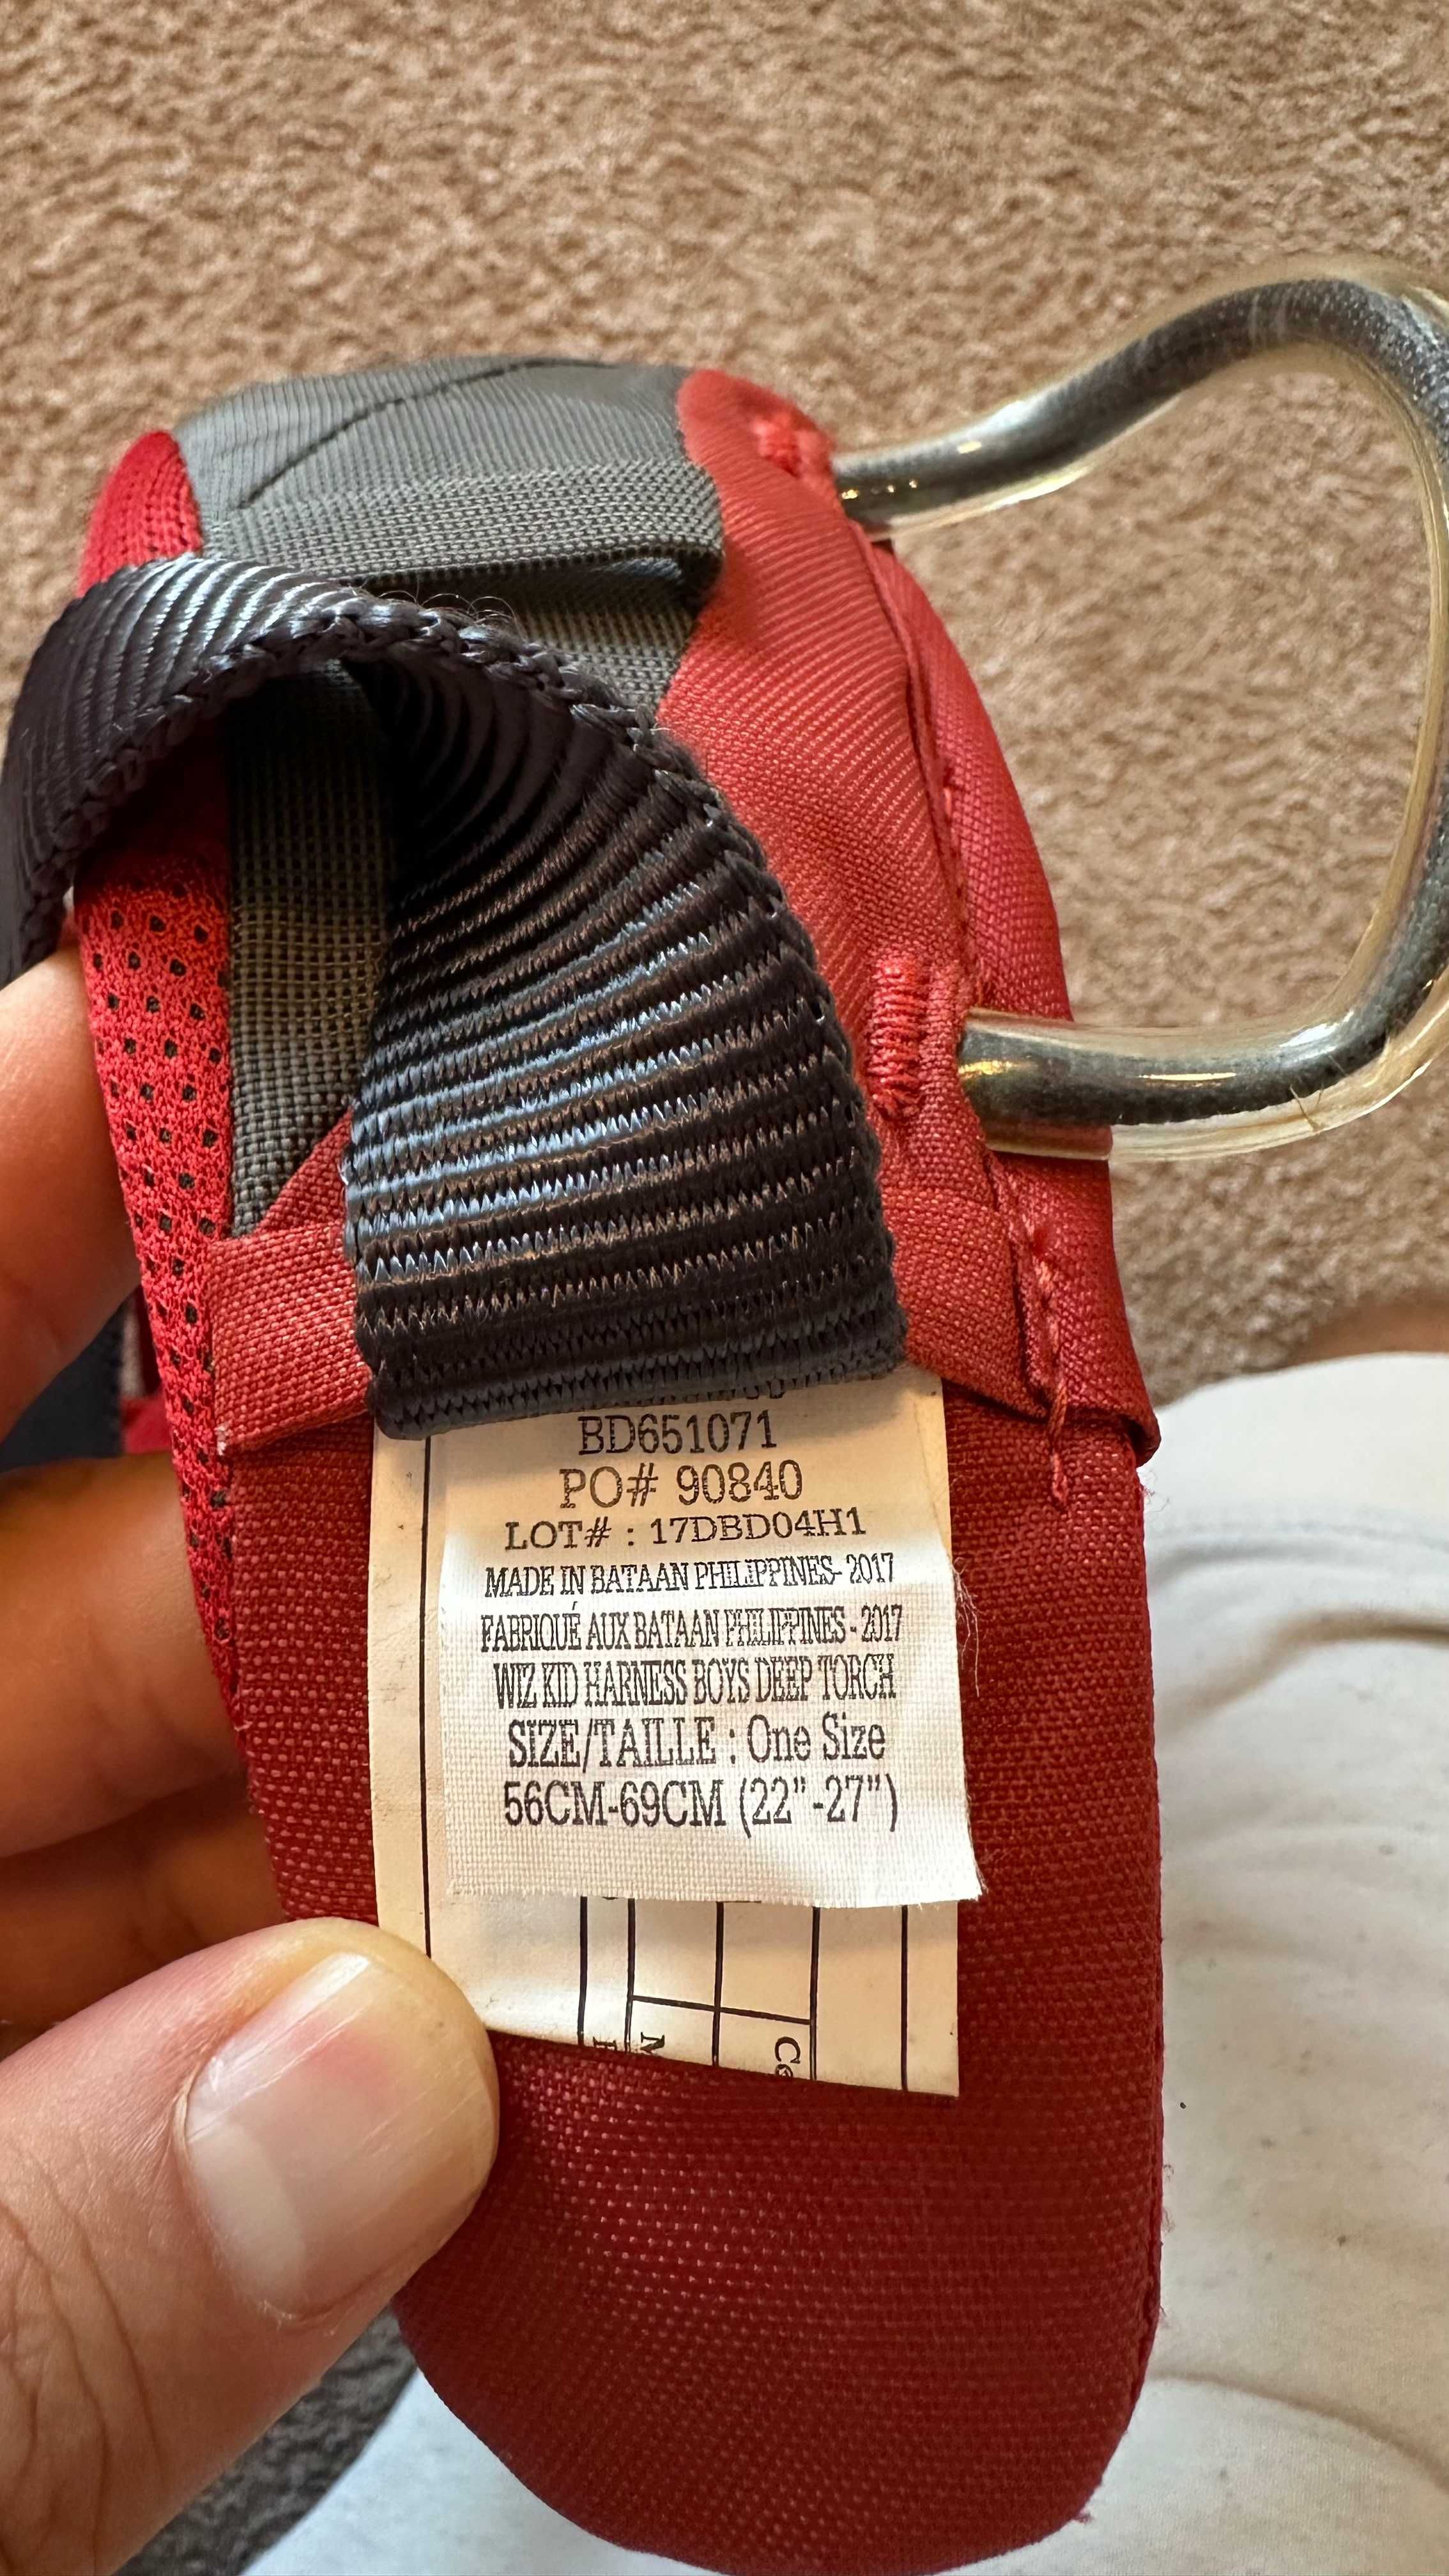 BD651071
PO# 90840
LOT# : 17DBD04H1
MADE IN BATAAN PHILIPPINES- 2017
FABRIQUÉ AUX BATAAN PHILIPPINES - 2017
WIZ KID HARNESS BOYS DEEP TORCH
SIZE/TAILLE : One Size
56CM-69CM (22"-27")